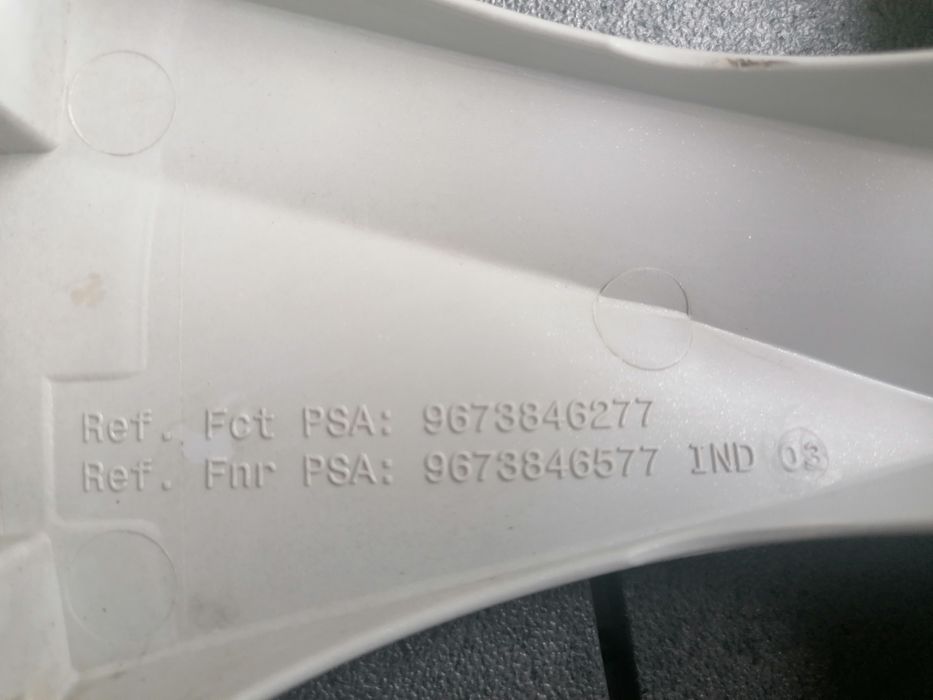 Ref. Fct PSA: 9673846277
Ref. Fnr PSA: 9673846577 IND 03